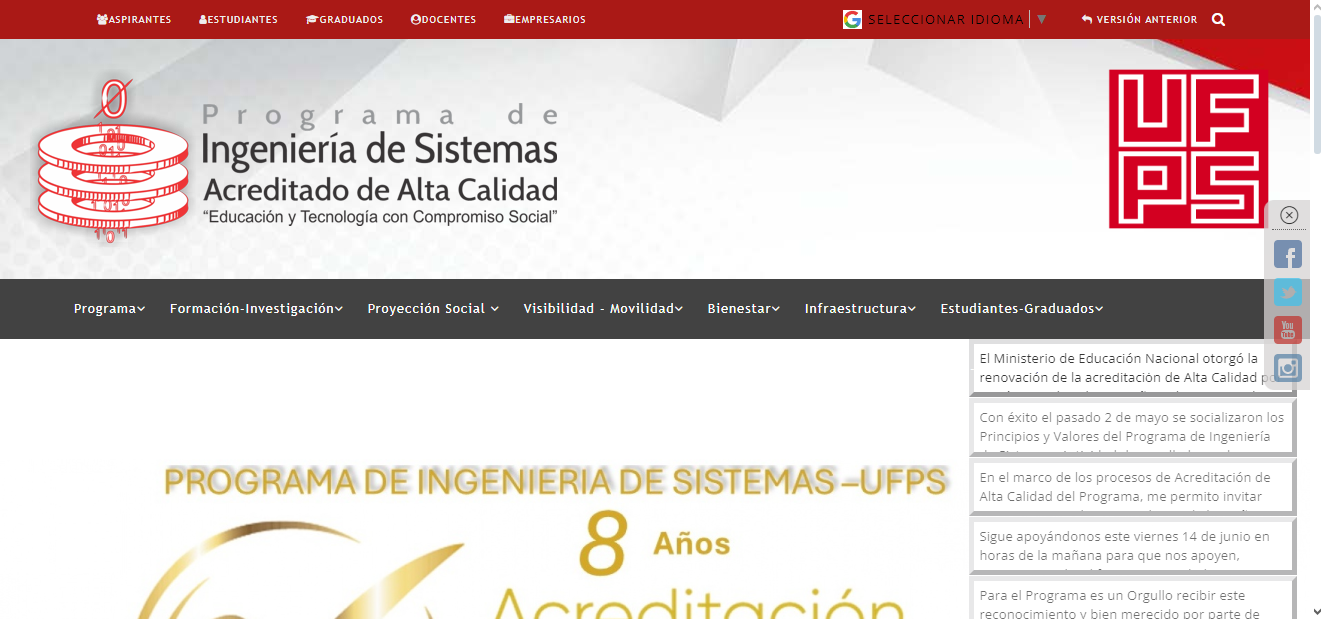 ASPIRANTES ESTUDIANTES GRADUADOS DOCENTES EMPRESARIOS SELECCIONAR IDIOMA ▼ VERSIÓN ANTERIOR
Programa de
Ingeniería de Sistemas
Acreditado de Alta Calidad
“Educación y Tecnología con Compromiso Social”
UF
PS
Programa Formación-Investigación Proyección Social Visibilidad - Movilidad Bienestar Infraestructura Estudiantes-Graduados
You
Tube
El Ministerio de Educación Nacional otorgó la
renovación de la acreditación de Alta Calidad
Con éxito el pasado 2 de mayo se socializaron los
Principios y Valores del Programa de Ingeniería
En el marco de los procesos de Acreditación de
Alta Calidad del Programa, me permito invitar
Sigue apoyándonos este viernes 14 de junio en
horas de la mañana para que nos apoyen,
Para el Programa es un Orgullo recibir este
reconocimiento y bien merecido por parte de
PROGRAMA DE INGENIERIA DE SISTEMAS –UFPS
8 Años
Acreditación